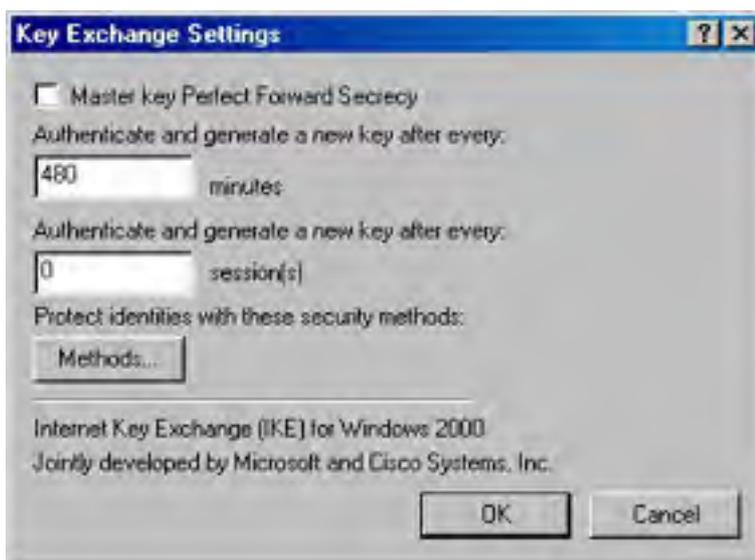 Key Exchange Settings
Master key Perfect Forward Secrecy
Authenticate and generate a new key after every:
480 minutes
Authenticate and generate a new key after every:
0 session(s)
Protect identities with these security methods:
Methods...
Internet Key Exchange (IKE) for Windows 2000
Jointly developed by Microsoft and Cisco Systems, Inc.
OK Cancel